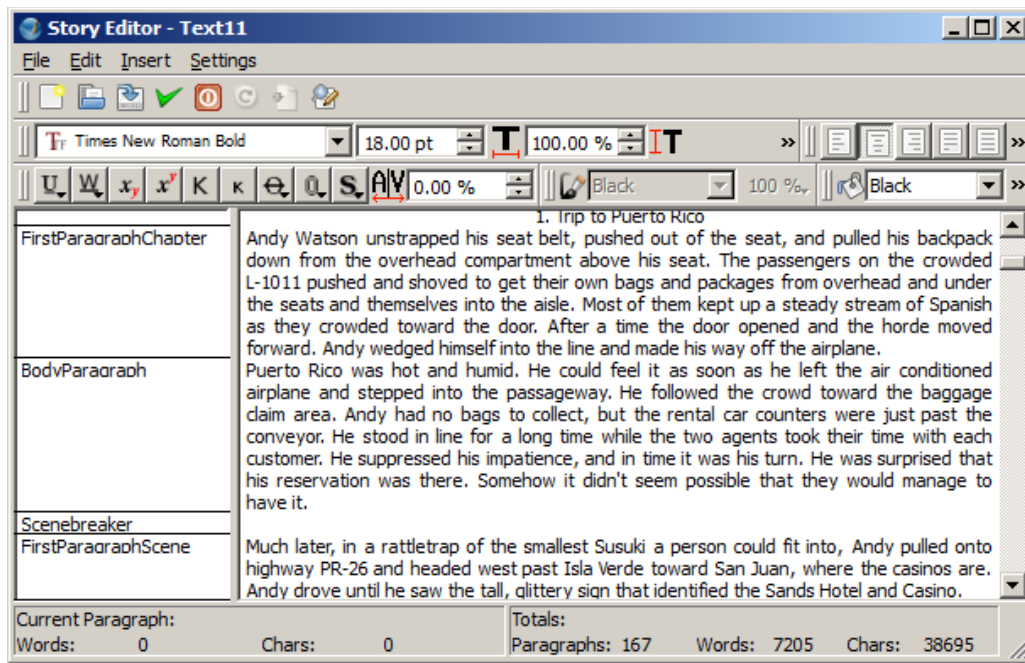 Story Editor - Text11
File Edit Insert Settings
Times New Roman Bold 18.00 pt 100.00 % T »  »
U W xy xy K K O O S A|V 0.00 % Black 100 % Black »
1. Trip to Puerto Rico
FirstParagraphChapter
Andy Watson unstrapped his seat belt, pushed out of the seat, and pulled his backpack
down from the overhead compartment above his seat. The passengers on the crowded
L-1011 pushed and shoved to get their own bags and packages from overhead and under
the seats and themselves into the aisle. Most of them kept up a steady stream of Spanish
as they crowded toward the door. After a time the door opened and the horde moved
forward. Andy wedged himself into the line and made his way off the airplane.
BodyParagraph
Puerto Rico was hot and humid. He could feel it as soon as he left the air conditioned
airplane and stepped into the passageway. He followed the crowd toward the baggage
claim area. Andy had no bags to collect, but the rental car counters were just past the
conveyor. He stood in line for a long time while the two agents took their time with each
customer. He suppressed his impatience, and in time it was his turn. He was surprised that
his reservation was there. Somehow it didn't seem possible that they would manage to
have it.
Scenebreaker
FirstParagraphScene
Much later, in a rattletrap of the smallest Susuki a person could fit into, Andy pulled onto
highway PR-26 and headed west past Isla Verde toward San Juan, where the casinos are.
Andy drove until he saw the tall, glittery sign that identified the Sands Hotel and Casino.
Current Paragraph: Totals:
Words: 0 Chars: 0 Paragraphs: 167 Words: 7205 Chars: 38695